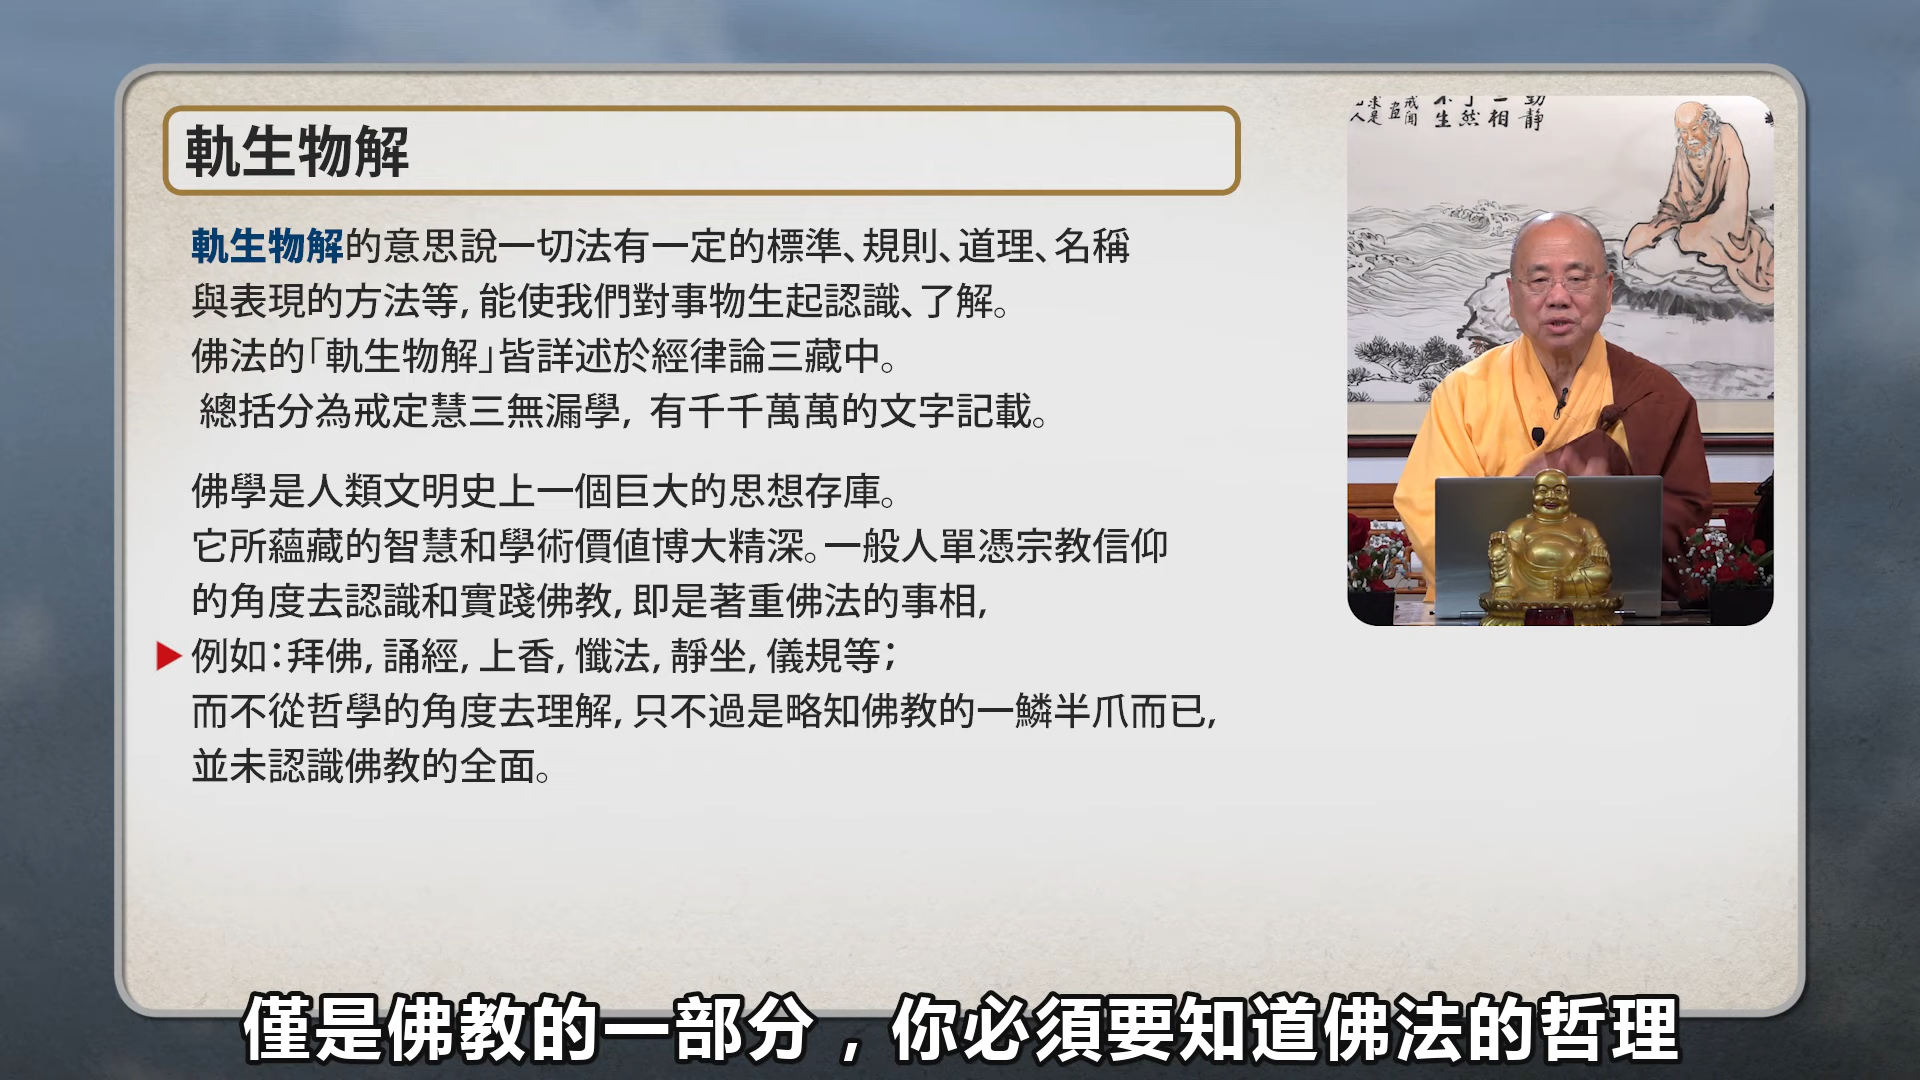 軌生物解
軌生物解的意思說一切法有一定的標準、規則、道理、名稱
與表現的方法等,能使我們對事物生起認識、了解。
佛法的「軌生物解」皆詳述於經律論三藏中。
總括分為戒定慧三無漏學,有千千萬萬的文字記載。
佛學是人類文明史上一個巨大的思想存庫。
它所蘊藏的智慧和學術價值博大精深。一般人單憑宗教信仰
的角度去認識和實踐佛教,即是著重佛法的事相,
例如:拜佛,誦經,上香,懺法,靜坐,儀規等;
而不從哲學的角度去理解,只不過是略知佛教的一鱗半爪而已,
並未認識佛教的全面。
動靜
二相
了然
不生
僅是佛教的一部分,你必須要知道佛法的哲理